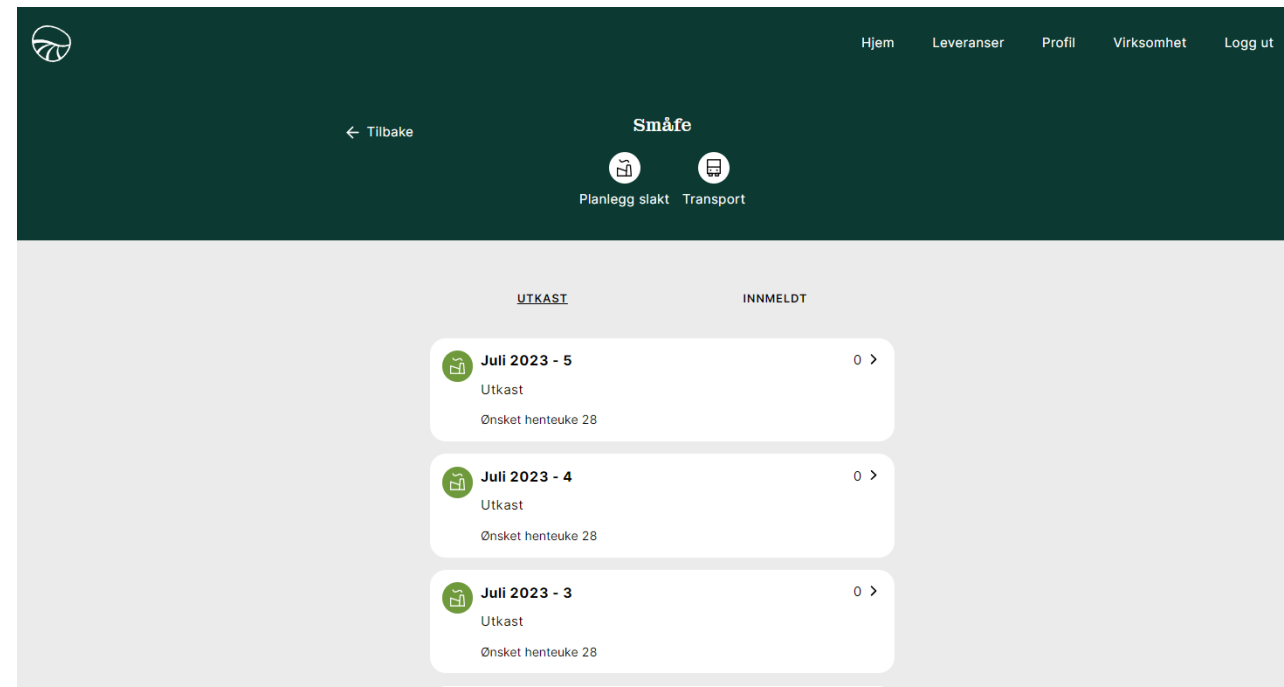 Hjem Leveranser Profil Virksomhet Logg ut
← Tilbake
Småfe
Planlegg slakt Transport
UTKAST INNMELDT
Juli 2023 - 5 0
Utkast
Ønsket henteuke 28
Juli 2023 - 4 0
Utkast
Ønsket henteuke 28
Juli 2023 - 3 0
Utkast
Ønsket henteuke 28